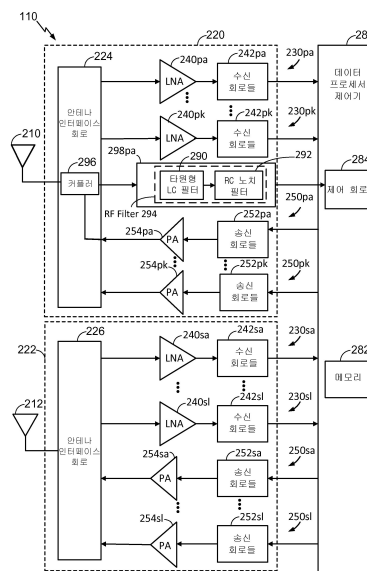 110
220
224
240pa
242pa
230pa
28
LNA
수신
회로들
데이터
프로세서
제어기
240pk
242pk
230pk
210
안테나
인터페이스
회로
LNA
수신
회로들
298pa
290
292
284
296
커플러
타원형
LC 필터
RC 노치
필터
제어 회로
RF Filter 294
252pa
250pa
254pa
PA
송신
회로들
254pk
252pk
250pk
PA
송신
회로들
226
240sa
242sa
230sa
222
LNA
수신
회로들
282
메모리
212
240sl
242sl
230sl
안테나
인터페이스
회로
LNA
수신
회로들
254sa
252sa
250sa
PA
송신
회로들
254sl
252sl
250sl
PA
송신
회로들